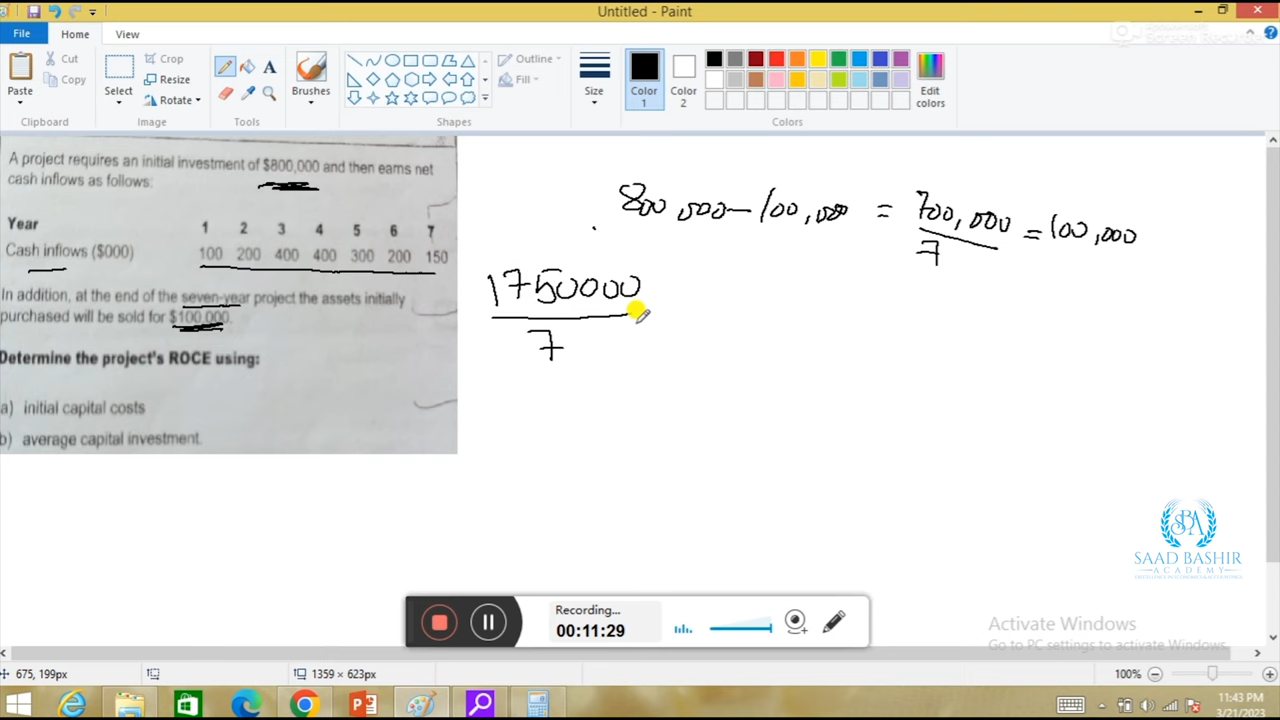 Untitled - Paint
File Home View
Paste
Cut
Copy
Clipboard
Select
Crop
Resize
Rotate
Image
Tools
Brushes
Shapes
Outline
Fill
Size
Color 1
Color 2
Colors
Edit colors
A project requires an initial investment of $800,000 and then earns net
cash inflows as follows:
Year 1 2 3 4 5 6 7
Cash inflows ($000) 100 200 400 400 300 200 150
In addition, at the end of the seven-year project the assets initially
purchased will be sold for $100,000.
Determine the project's ROCE using:
a) initial capital costs
b) average capital investment.
800,000 - 100,000 = 700,000 / 7 = 100,000
1750000
7
SBA
SAAD BASHIR
ACADEMY
Recording...
00:11:29
Activate Windows
Go to PC settings to activate Windows.
675, 199px
1359 × 623px
100%
11:43 PM
3/21/2023